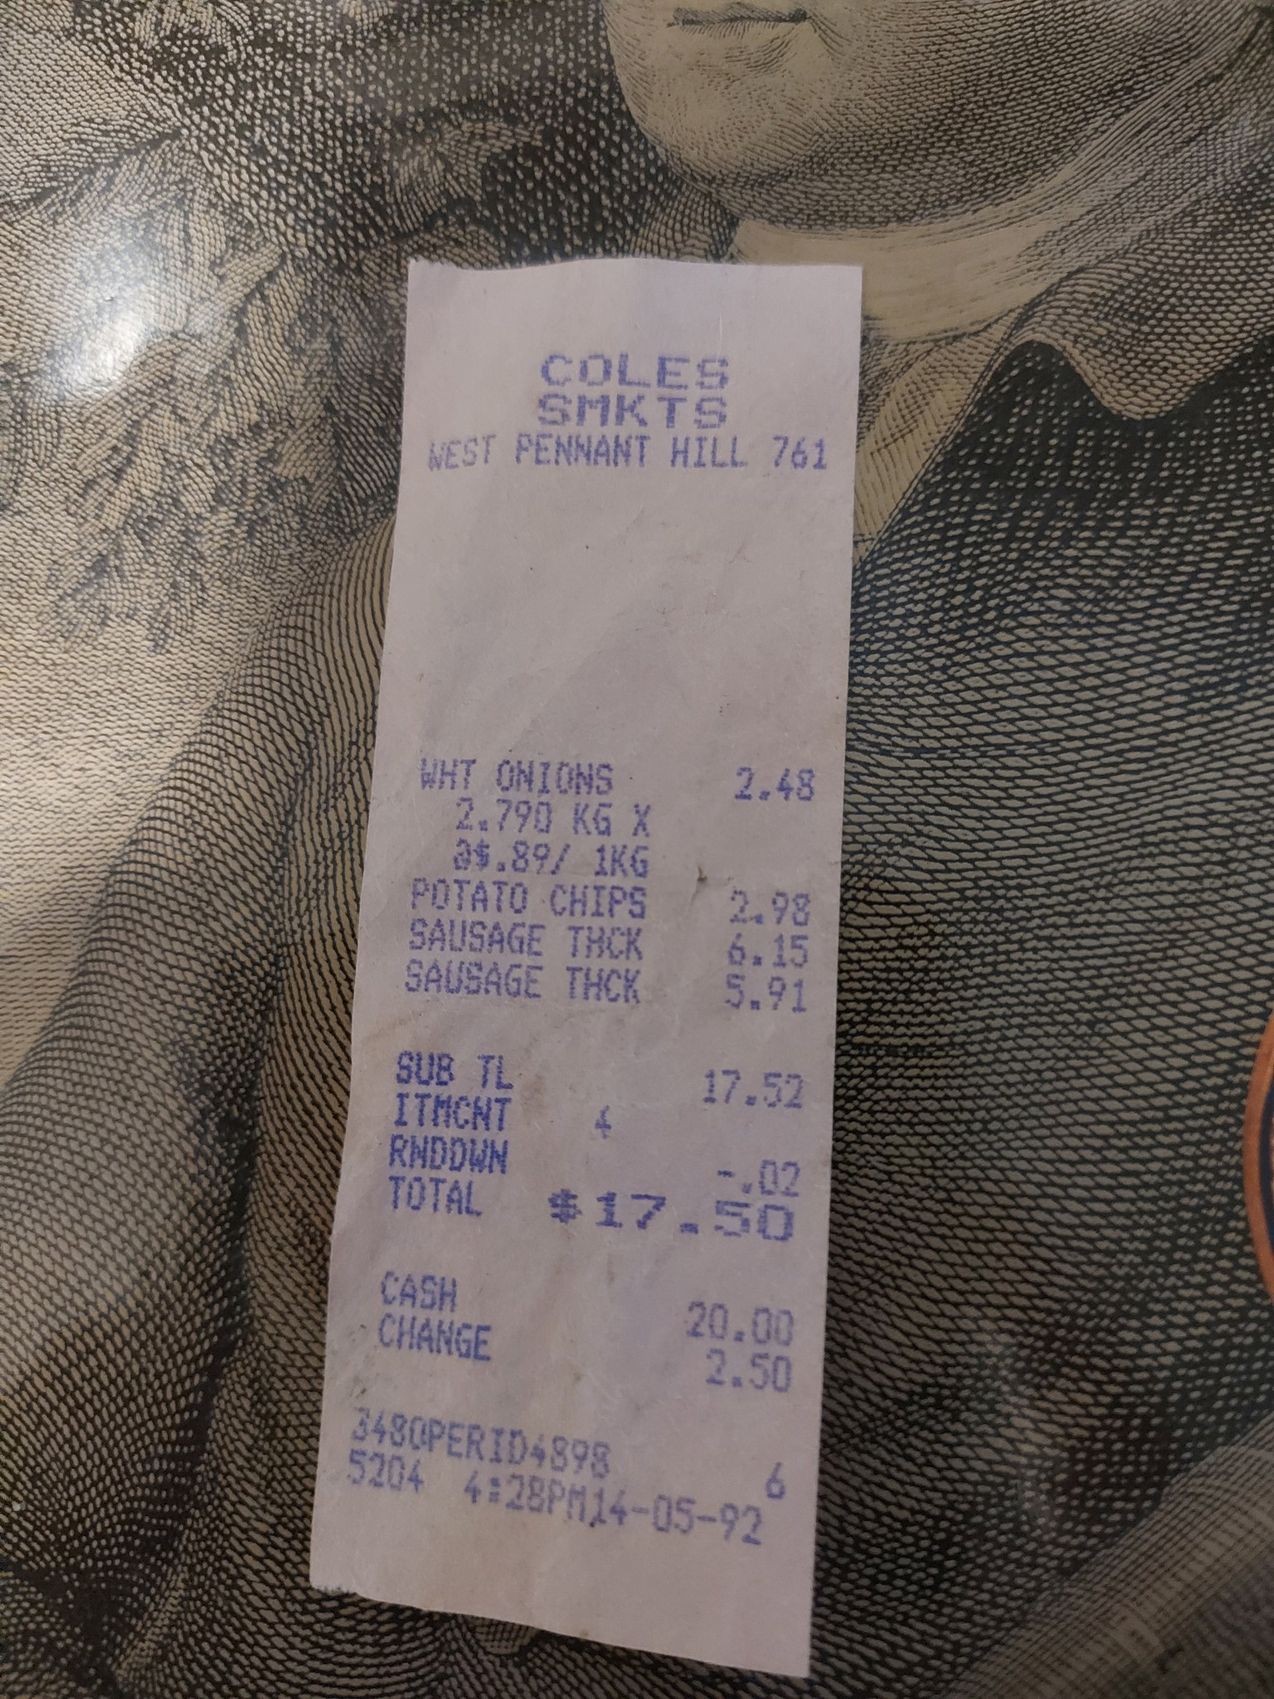 COLES
SMKTS
WEST PENNANT HILL 761
WHT ONIONS 2.48
2.790 KG X
@$.89/ 1KG
POTATO CHIPS 2.98
SAUSAGE THCK 6.15
SAUSAGE THCK 5.91
SUB TL 17.52
ITMCNT 4
RNDDWN -.02
TOTAL $17.50
CASH 20.00
CHANGE 2.50
348OPERID4898 6
5204 4:28PM14-05-92